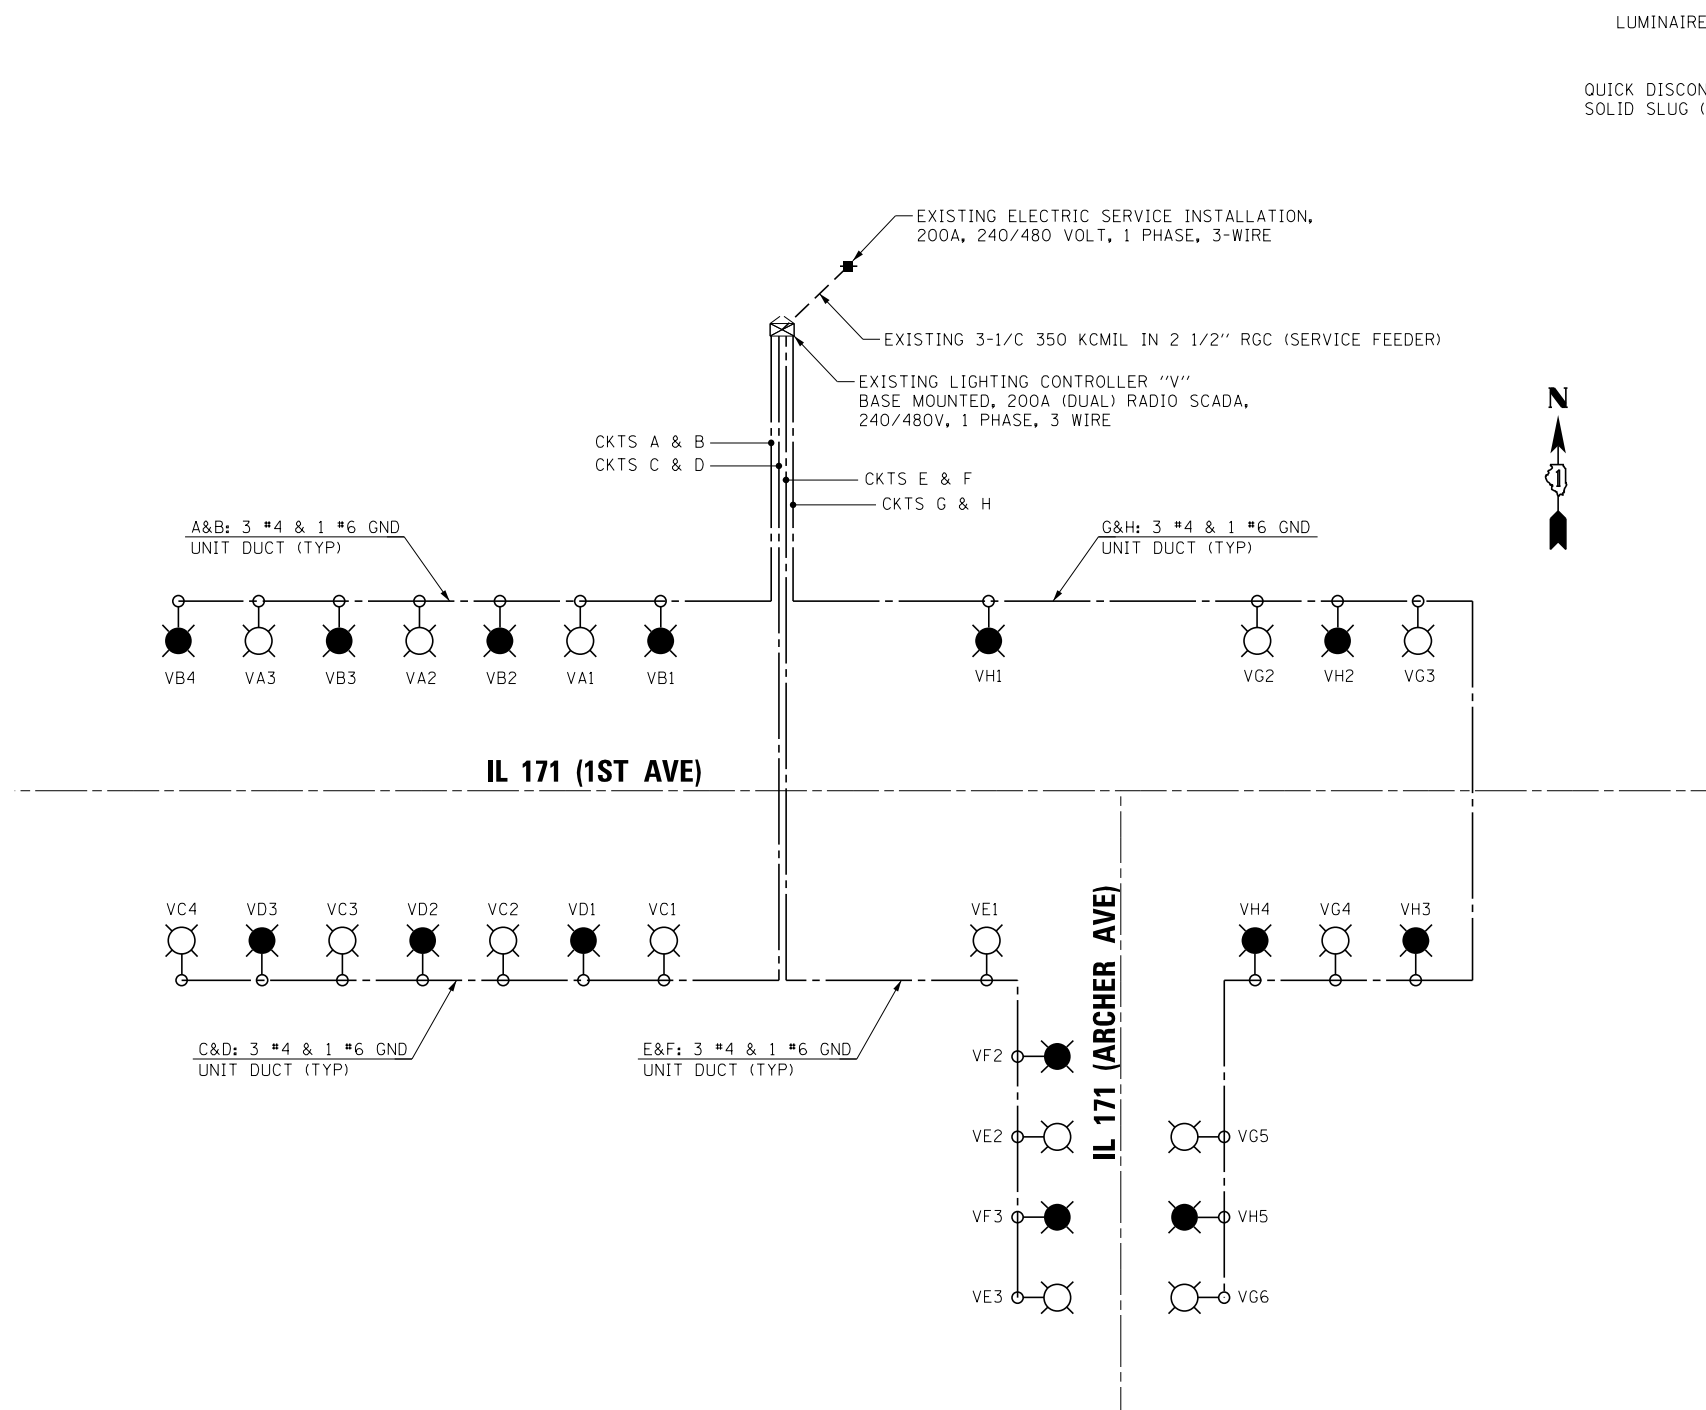 LUMINAIRE
QUICK DISCON
SOLID SLUG (
EXISTING ELECTRIC SERVICE INSTALLATION,
200A, 240/480 VOLT, 1 PHASE, 3-WIRE
EXISTING 3-1/C 350 KCMIL IN 2 1/2" RGC (SERVICE FEEDER)
EXISTING LIGHTING CONTROLLER "V"
BASE MOUNTED, 200A (DUAL) RADIO SCADA,
240/480V, 1 PHASE, 3 WIRE
N
1
CKTS A & B
CKTS C & D
CKTS E & F
CKTS G & H
A&B: 3 #4 & 1 #6 GND
UNIT DUCT (TYP)
G&H: 3 #4 & 1 #6 GND
UNIT DUCT (TYP)
VB4 VA3 VB3 VA2 VB2 VA1 VB1 VH1 VG2 VH2 VG3
IL 171 (1ST AVE)
VC4 VD3 VC3 VD2 VC2 VD1 VC1 VE1 VH4 VG4 VH3
IL 171 (ARCHER AVE)
C&D: 3 #4 & 1 #6 GND
UNIT DUCT (TYP)
E&F: 3 #4 & 1 #6 GND
UNIT DUCT (TYP)
VF2
VE2 VG5
VF3 VH5
VE3 VG6